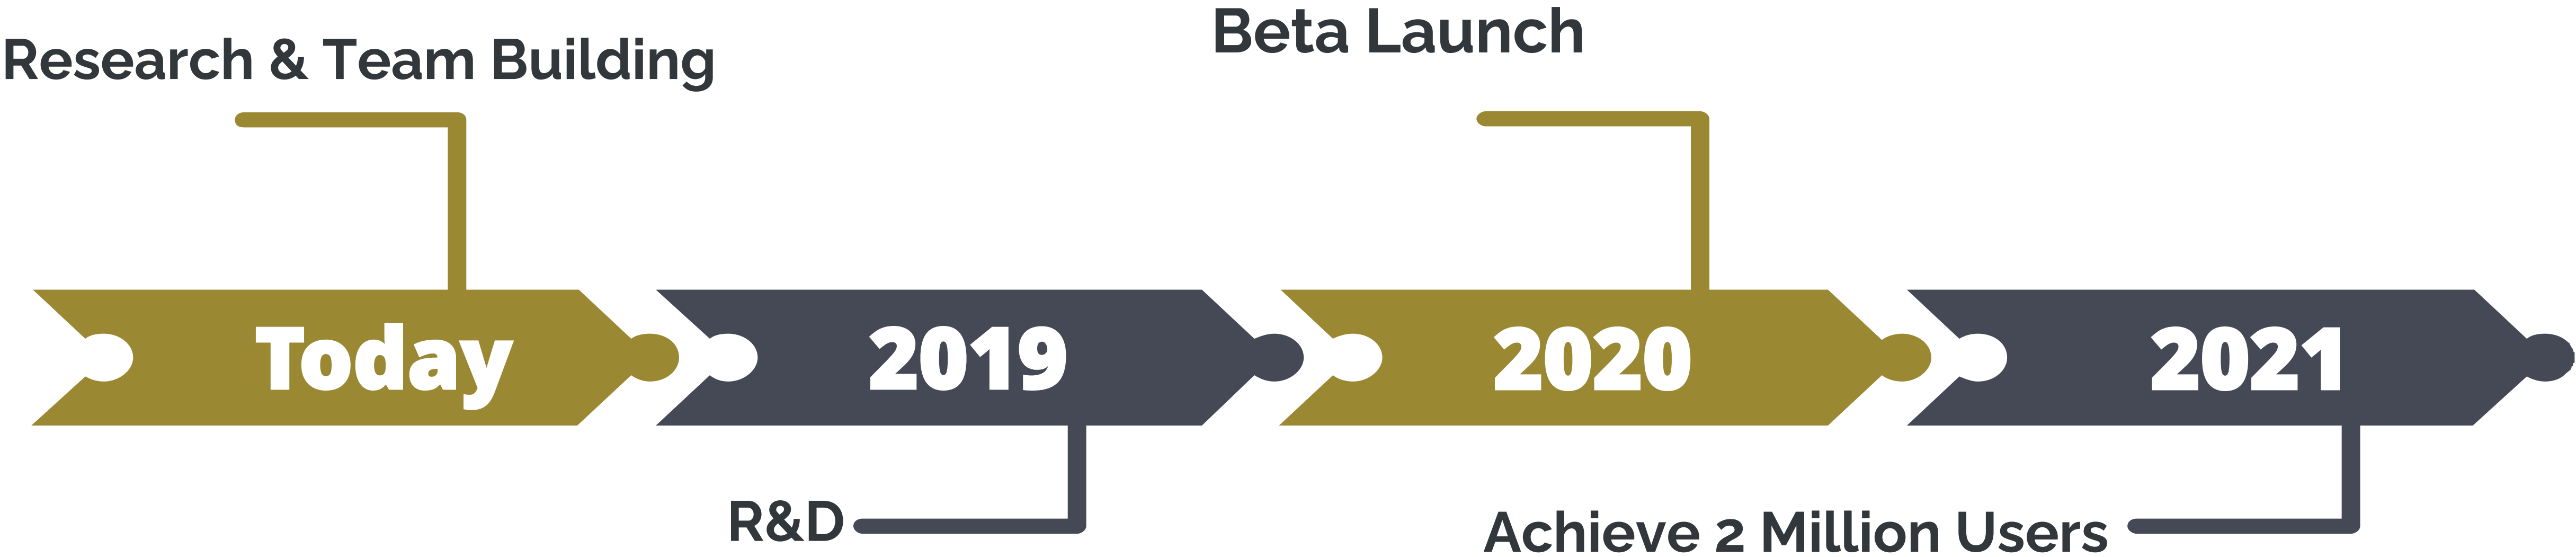 Research & Team Building
Beta Launch
Today
2019
2020
2021
R&D
Achieve 2 Million Users